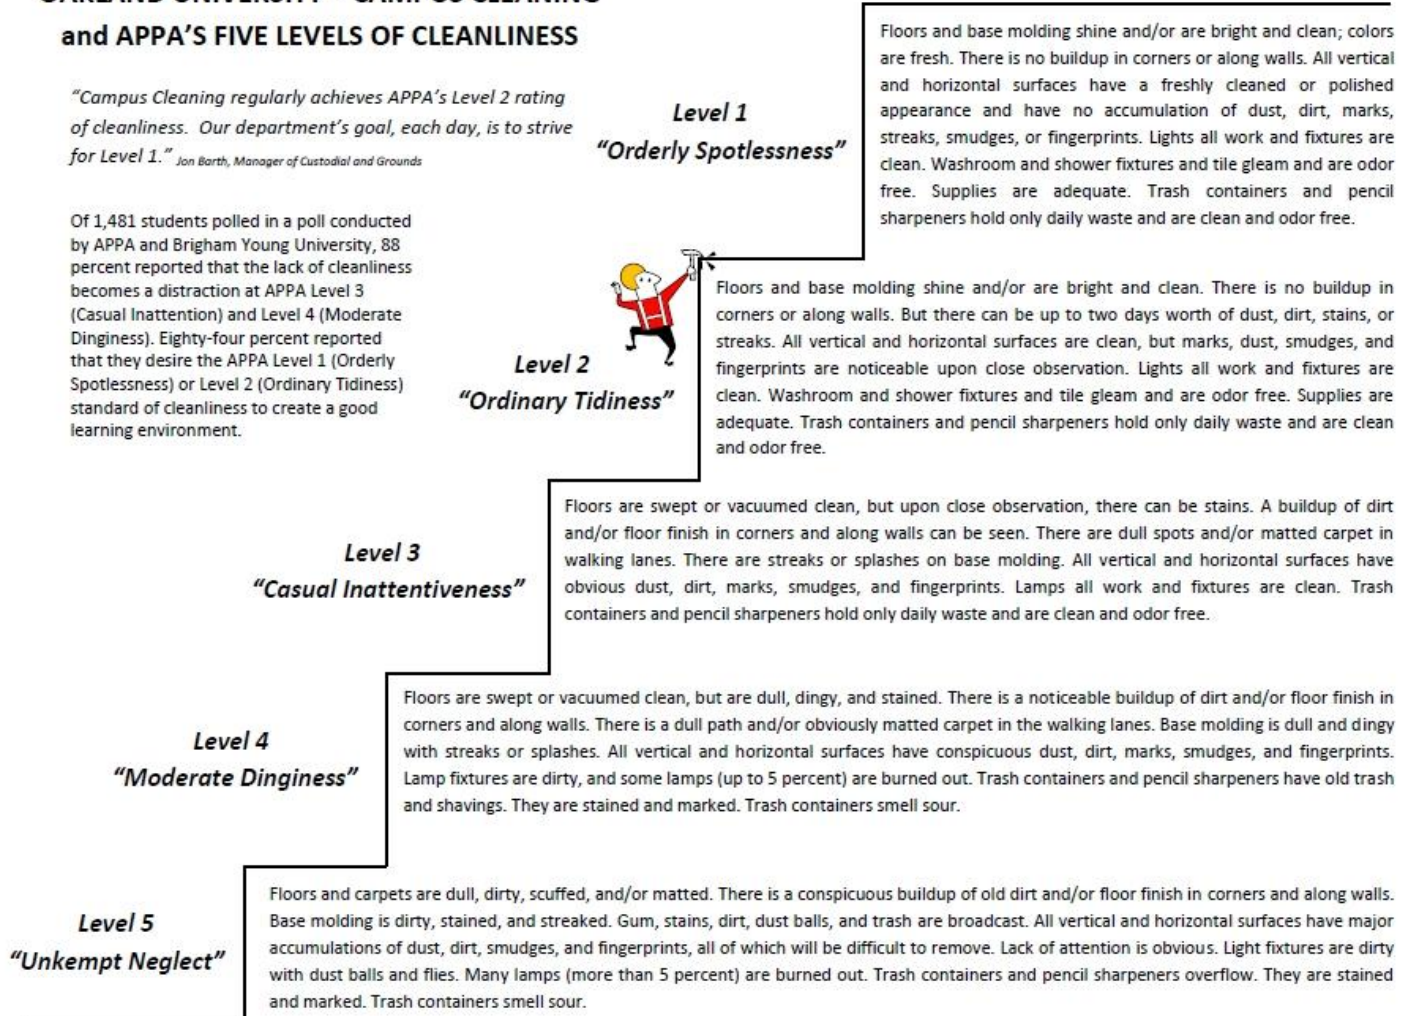 OAKLAND UNIVERSITY – CAMPUS CLEANING
and APPA'S FIVE LEVELS OF CLEANLINESS
"Campus Cleaning regularly achieves APPA's Level 2 rating
of cleanliness. Our department's goal, each day, is to strive
for Level 1." Jon Barth, Manager of Custodial and Grounds
Of 1,481 students polled in a poll conducted
by APPA and Brigham Young University, 88
percent reported that the lack of cleanliness
becomes a distraction at APPA Level 3
(Casual Inattention) and Level 4 (Moderate
Dinginess). Eighty-four percent reported
that they desire the APPA Level 1 (Orderly
Spotlessness) or Level 2 (Ordinary Tidiness)
standard of cleanliness to create a good
learning environment.
Level 1
"Orderly Spotlessness"
Floors and base molding shine and/or are bright and clean; colors
are fresh. There is no buildup in corners or along walls. All vertical
and horizontal surfaces have a freshly cleaned or polished
appearance and have no accumulation of dust, dirt, marks,
streaks, smudges, or fingerprints. Lights all work and fixtures are
clean. Washroom and shower fixtures and tile gleam and are odor
free. Supplies are adequate. Trash containers and pencil
sharpeners hold only daily waste and are clean and odor free.
Level 2
"Ordinary Tidiness"
Floors and base molding shine and/or are bright and clean. There is no buildup in
corners or along walls. But there can be up to two days worth of dust, dirt, stains, or
streaks. All vertical and horizontal surfaces are clean, but marks, dust, smudges, and
fingerprints are noticeable upon close observation. Lights all work and fixtures are
clean. Washroom and shower fixtures and tile gleam and are odor free. Supplies are
adequate. Trash containers and pencil sharpeners hold only daily waste and are clean
and odor free.
Level 3
"Casual Inattentiveness"
Floors are swept or vacuumed clean, but upon close observation, there can be stains. A buildup of dirt
and/or floor finish in corners and along walls can be seen. There are dull spots and/or matted carpet in
walking lanes. There are streaks or splashes on base molding. All vertical and horizontal surfaces have
obvious dust, dirt, marks, smudges, and fingerprints. Lamps all work and fixtures are clean. Trash
containers and pencil sharpeners hold only daily waste and are clean and odor free.
Level 4
"Moderate Dinginess"
Floors are swept or vacuumed clean, but are dull, dingy, and stained. There is a noticeable buildup of dirt and/or floor finish in
corners and along walls. There is a dull path and/or obviously matted carpet in the walking lanes. Base molding is dull and dingy
with streaks or splashes. All vertical and horizontal surfaces have conspicuous dust, dirt, marks, smudges, and fingerprints.
Lamp fixtures are dirty, and some lamps (up to 5 percent) are burned out. Trash containers and pencil sharpeners have old trash
and shavings. They are stained and marked. Trash containers smell sour.
Level 5
"Unkempt Neglect"
Floors and carpets are dull, dirty, scuffed, and/or matted. There is a conspicuous buildup of old dirt and/or floor finish in corners and along walls.
Base molding is dirty, stained, and streaked. Gum, stains, dirt, dust balls, and trash are broadcast. All vertical and horizontal surfaces have major
accumulations of dust, dirt, smudges, and fingerprints, all of which will be difficult to remove. Lack of attention is obvious. Light fixtures are dirty
with dust balls and flies. Many lamps (more than 5 percent) are burned out. Trash containers and pencil sharpeners overflow. They are stained
and marked. Trash containers smell sour.